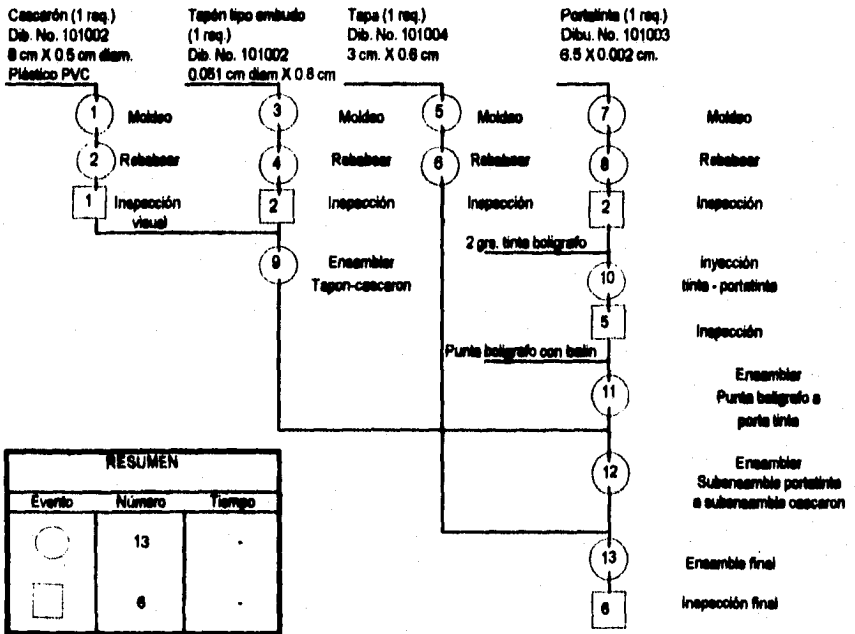 Cascarón (1 req.)
Dib. No. 101002
8 cm X 0.5 cm diam.
Plástico PVC
Tapón tipo embudo
(1 req.)
Dib. No. 101002
0.051 cm diam X 0.8 cm
Tapa (1 req.)
Dib. No. 101004
3 cm. X 0.6 cm
Portatinta (1 req.)
Dibu. No. 101003
6.5 X 0.002 cm.
1 Moldeo
3 Moldeo
5 Moldeo
7 Moldeo
2 Rebabear
4 Rebabear
6 Rebabear
8 Rebabear
1 Inspección
visual
2 Inspección
Inspección
2 Inspección
2 grs. tinta boligrafo
9 Ensamblar
Tapon-cascaron
10 inyección
tinta - portatinta
5 Inspección
Punta boligrafo con balin
11 Ensamblar
Punta boligrafo a
porta tinta
12 Ensamblar
Subensamble portatinta
a subensamble cascaron
13 Ensamble final
6 inspección final
RESUMEN
Evento Número Tiempo
13 -
6 -